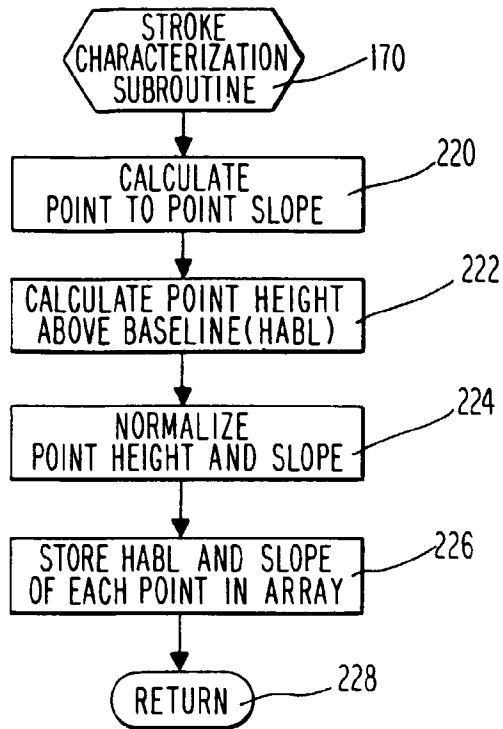 STROKE
CHARACTERIZATION
SUBROUTINE
170
CALCULATE
POINT TO POINT SLOPE
220
CALCULATE POINT HEIGHT
ABOVE BASELINE(HABL)
222
NORMALIZE
POINT HEIGHT AND SLOPE
224
STORE HABL AND SLOPE
OF EACH POINT IN ARRAY
226
RETURN
228